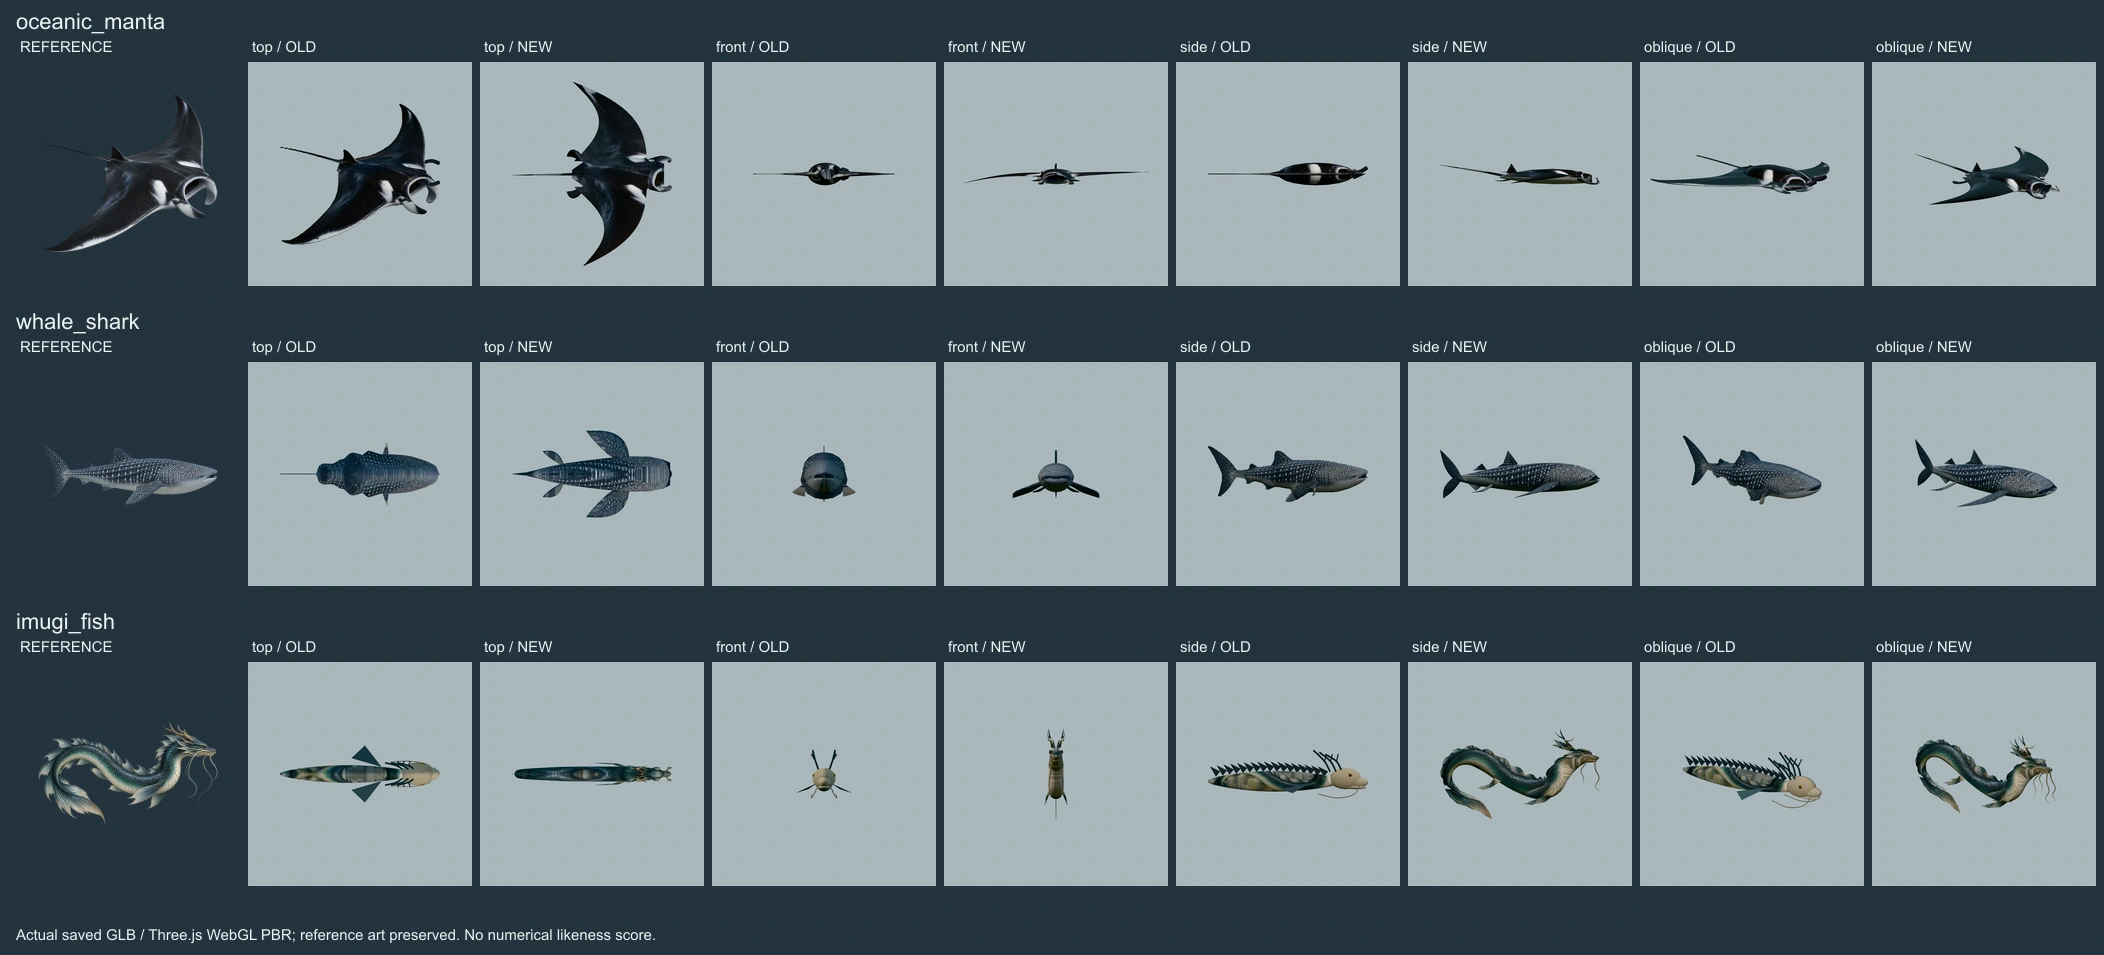 oceanic_manta
REFERENCE top / OLD top / NEW front / OLD front / NEW side / OLD side / NEW oblique / OLD oblique / NEW
whale_shark
REFERENCE top / OLD top / NEW front / OLD front / NEW side / OLD side / NEW oblique / OLD oblique / NEW
imugi_fish
REFERENCE top / OLD top / NEW front / OLD front / NEW side / OLD side / NEW oblique / OLD oblique / NEW
Actual saved GLB / Three.js WebGL PBR; reference art preserved. No numerical likeness score.